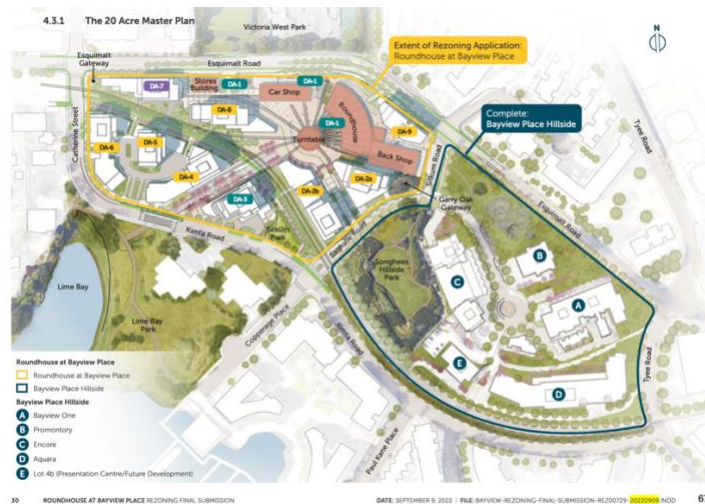 4.3.1 The 20 Acre Master Plan
Victoria West Park
N
Esquimalt Gateway
Esquimalt Road
Extent of Rezoning Application:
Roundhouse at Bayview Place
DA-7
Stores Building
DA-1
DA-1
Car Shop
DA-8
Roundhouse
Complete:
Bayview Place Hillside
Catherine Street
DA-1
DA-9
Tyee Road
DA-6
DA-5
Turntable
Back Shop
Sitkum Road
DA-4
DA-2b
DA-2a
DA-3
Garry Oak Gateway
Esquimalt Road
Kimta Road
Sitkum Park
Saghalie Road
Songhees Hillside Park
B
C
Lime Bay
Lime Bay Park
A
Cooperage Place
Kimta Road
E
Tyee Road
D
Paul Kane Place
Roundhouse at Bayview Place
Roundhouse at Bayview Place
Bayview Place Hillside
Bayview Place Hillside
A Bayview One
B Promontory
C Encore
D Aquara
E Lot 4b (Presentation Centre/Future Development)
30 ROUNDHOUSE AT BAYVIEW PLACE REZONING FINAL SUBMISSION DATE: SEPTEMBER 9, 2022 | FILE: BAYVIEW-REZONING-FINAL-SUBMISSION-REZ00729-20220909.INDD